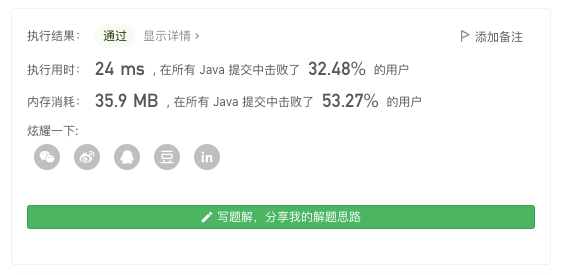 执行结果： 通过 显示详情 > 添加备注
执行用时： 24 ms , 在所有 Java 提交中击败了 32.48% 的用户
内存消耗： 35.9 MB , 在所有 Java 提交中击败了 53.27% 的用户
炫耀一下:
豆 in
写题解，分享我的解题思路